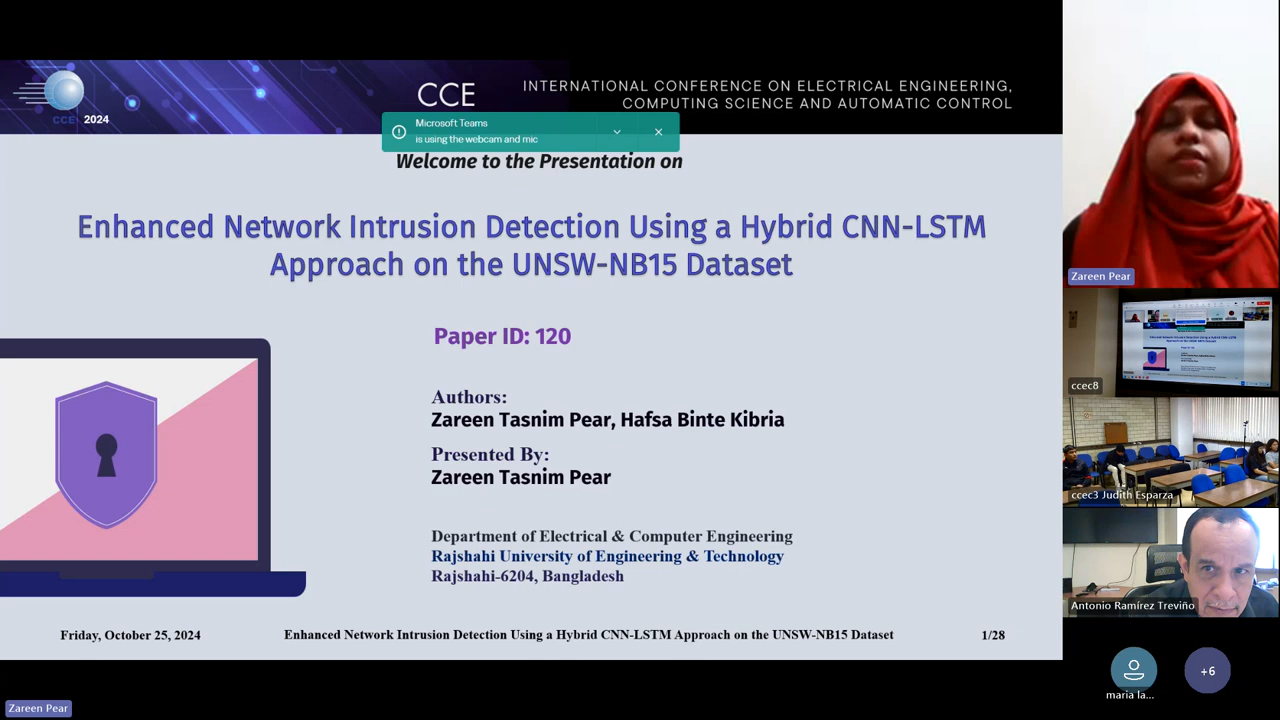 CCE 2024
CCE
INTERNATIONAL CONFERENCE ON ELECTRICAL ENGINEERING,
COMPUTING SCIENCE AND AUTOMATIC CONTROL
Microsoft Teams
is using the webcam and mic
Welcome to the Presentation on
Enhanced Network Intrusion Detection Using a Hybrid CNN-LSTM
Approach on the UNSW-NB15 Dataset
Paper ID: 120
Authors:
Zareen Tasnim Pear, Hafsa Binte Kibria
Presented By:
Zareen Tasnim Pear
Department of Electrical & Computer Engineering
Rajshahi University of Engineering & Technology
Rajshahi-6204, Bangladesh
Friday, October 25, 2024
Enhanced Network Intrusion Detection Using a Hybrid CNN-LSTM Approach on the UNSW-NB15 Dataset
1/28
Zareen Pear
Zareen Pear
ccec8
ccec3 Judith Esparza
Antonio Ramírez Treviño
maria la...
+6